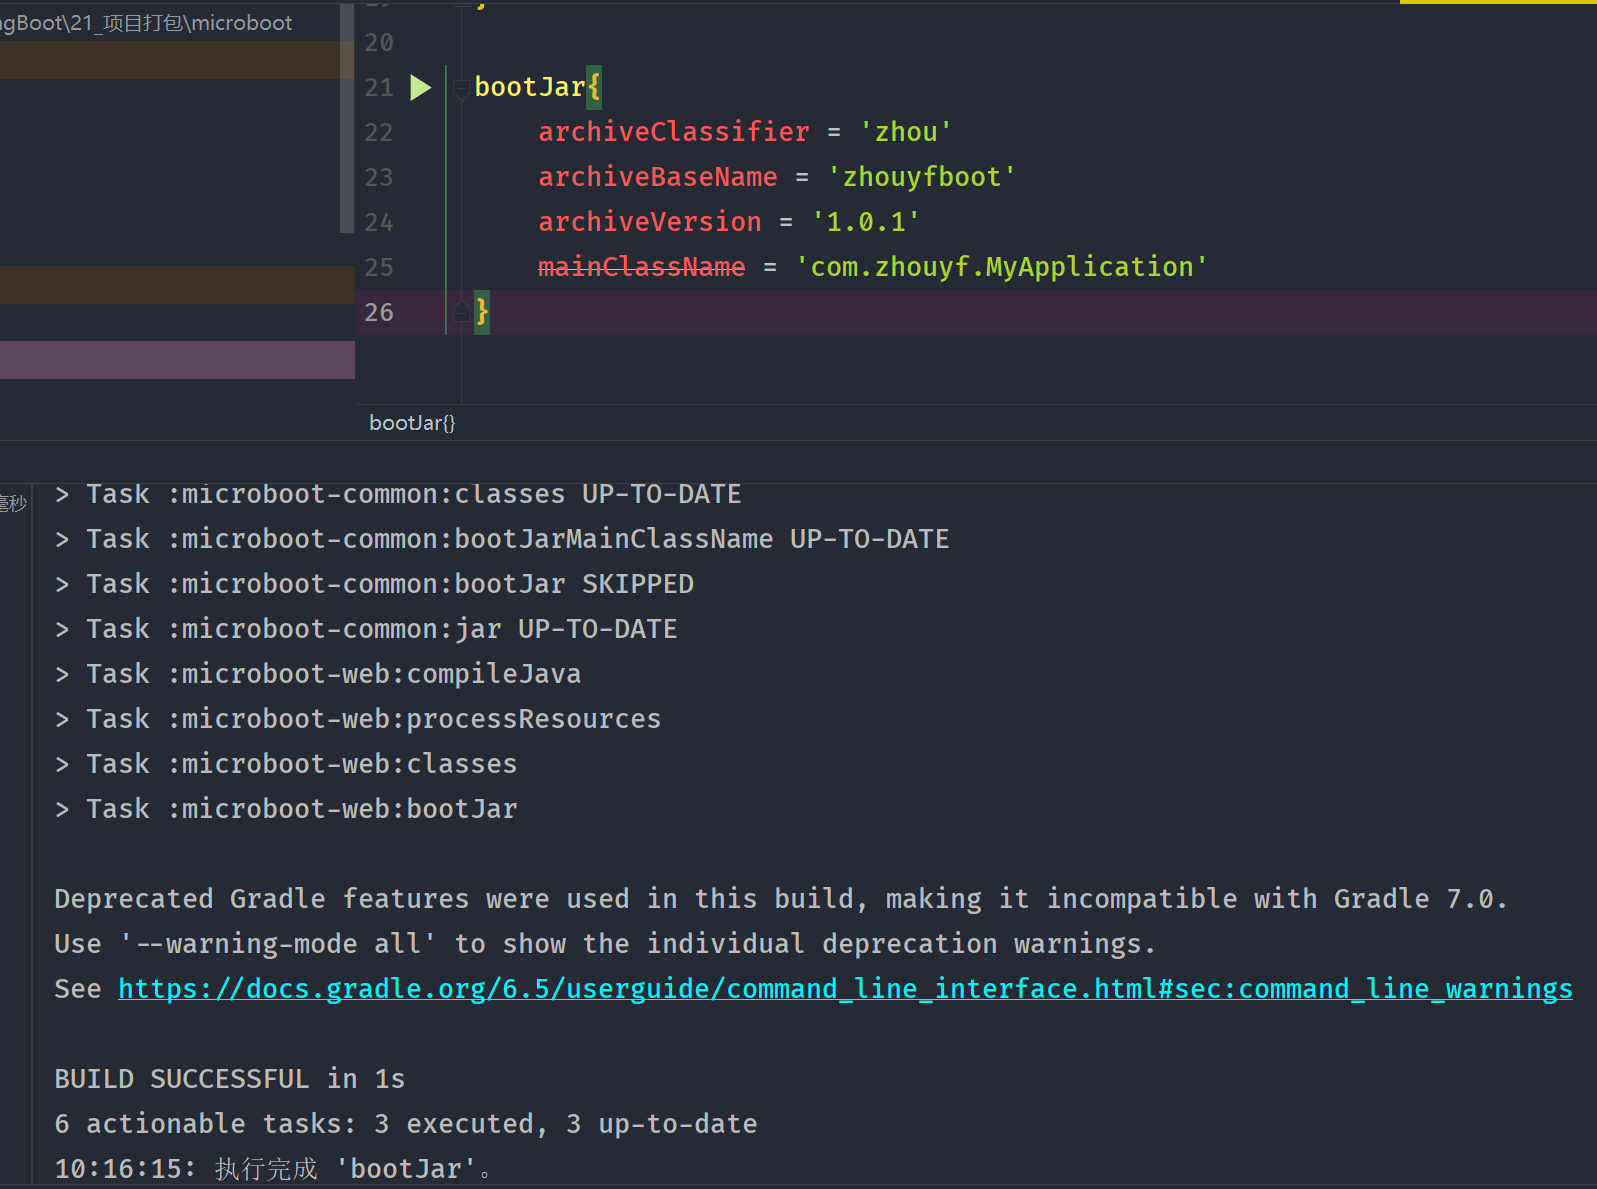 ngBoot\21_项目打包\microboot
20
21 bootJar{
22 archiveClassifier = 'zhou'
23 archiveBaseName = 'zhouyfboot'
24 archiveVersion = '1.0.1'
25 mainClassName = 'com.zhouyf.MyApplication'
26 }
bootJar{}
毫秒
> Task :microboot-common:classes UP-TO-DATE
> Task :microboot-common:bootJarMainClassName UP-TO-DATE
> Task :microboot-common:bootJar SKIPPED
> Task :microboot-common:jar UP-TO-DATE
> Task :microboot-web:compileJava
> Task :microboot-web:processResources
> Task :microboot-web:classes
> Task :microboot-web:bootJar
Deprecated Gradle features were used in this build, making it incompatible with Gradle 7.0.
Use '--warning-mode all' to show the individual deprecation warnings.
See https://docs.gradle.org/6.5/userguide/command_line_interface.html#sec:command_line_warnings
BUILD SUCCESSFUL in 1s
6 actionable tasks: 3 executed, 3 up-to-date
10:16:15: 执行完成 'bootJar'。